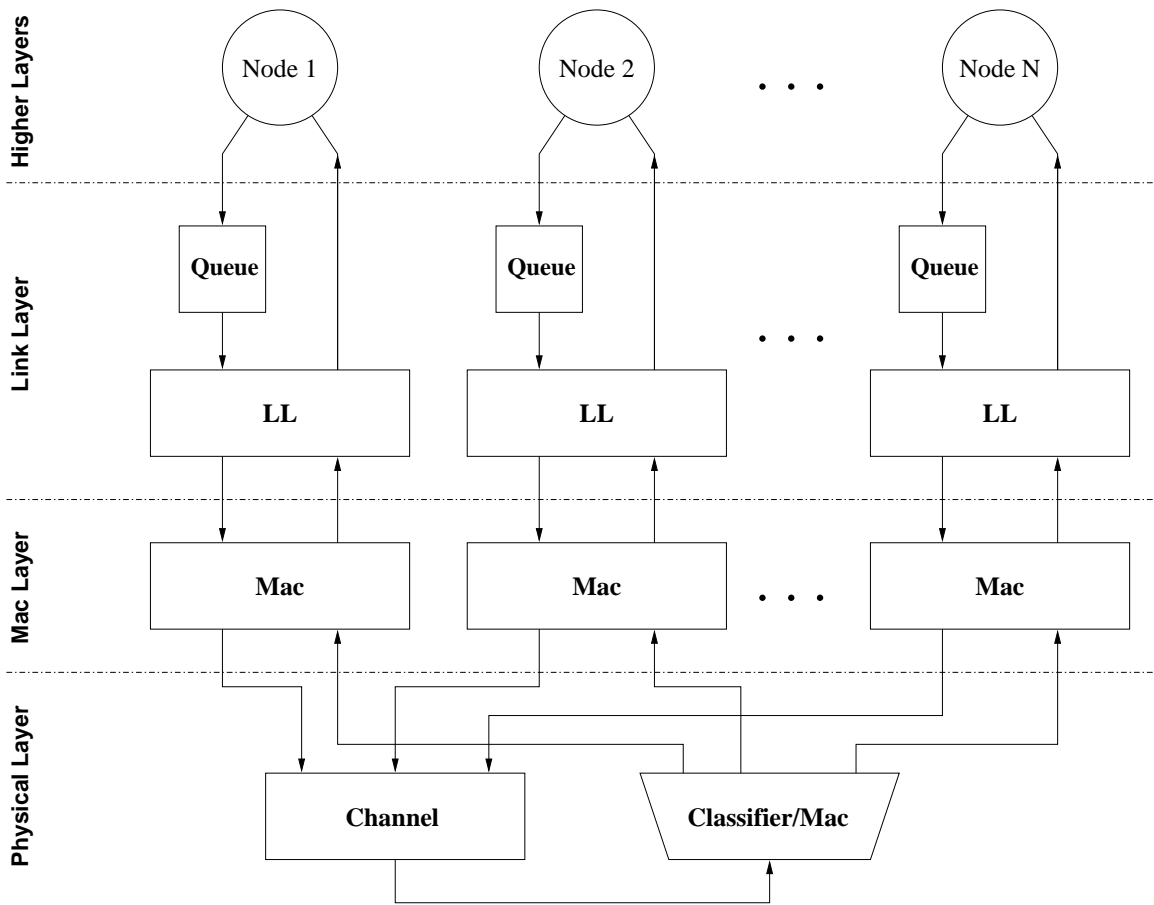 Higher Layers
Node 1
Node 2
. . .
Node N
Link Layer
Queue
Queue
Queue
. . .
LL
LL
LL
Mac Layer
Mac
Mac
. . .
Mac
Physical Layer
Channel
Classifier/Mac